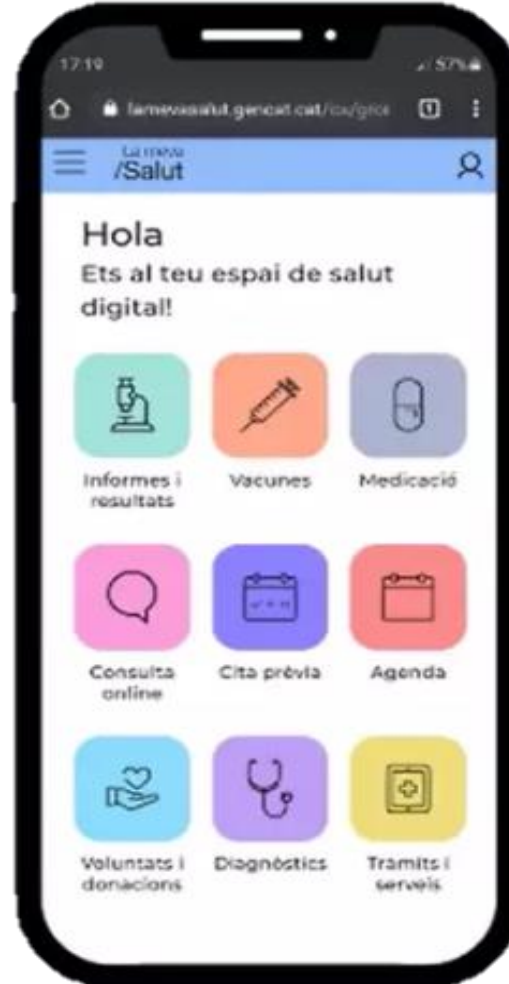 17:19
57%
lamevasalut.gencat.cat/
1
La meva
/Salut
Hola
Ets al teu espai de salut
digital!
Informes i
resultats
Vacunes
Medicació
Consulta
online
Cita prèvia
Agenda
Voluntats i
donacions
Diagnòstics
Tràmits i
serveis